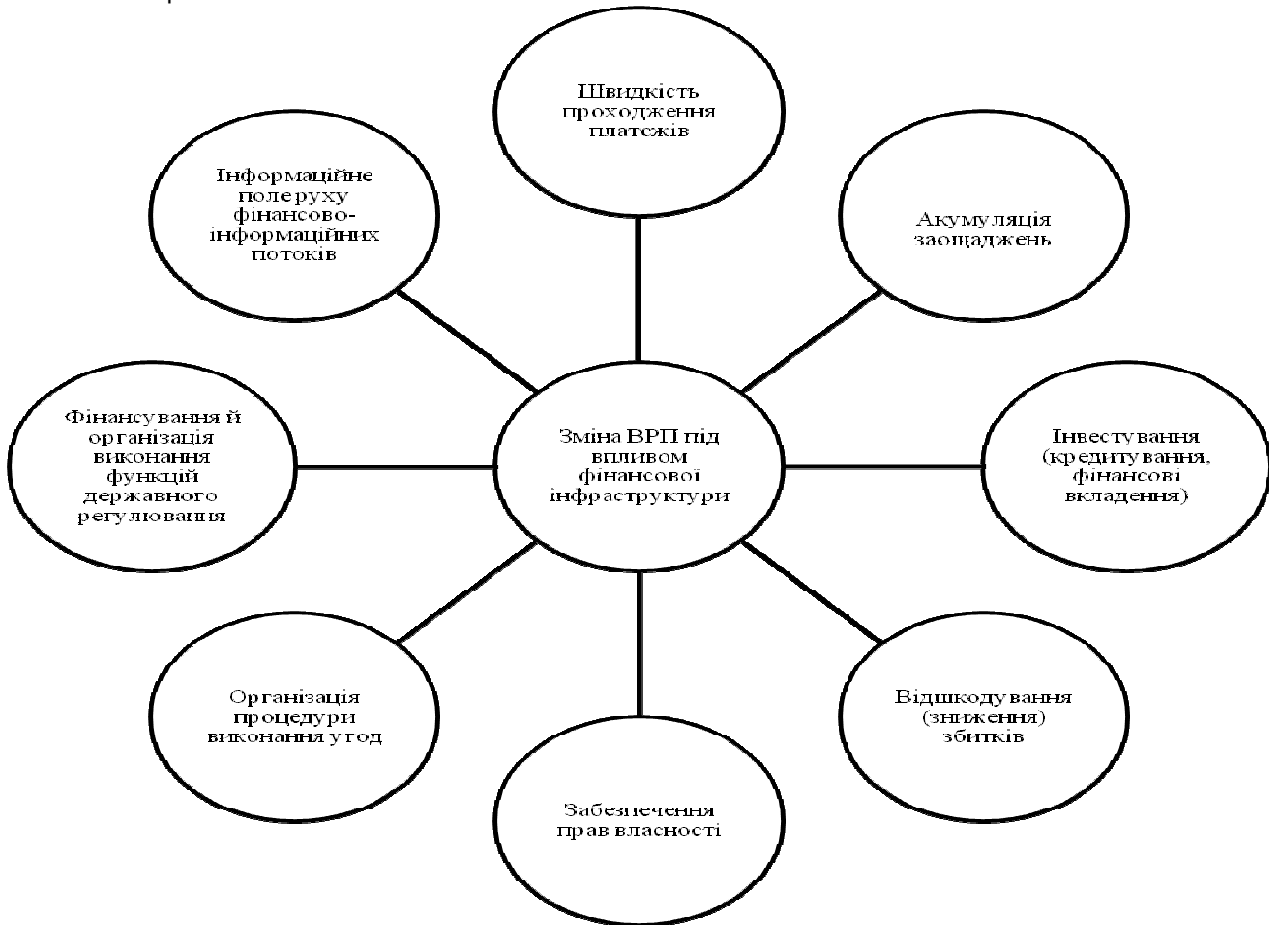 Швидкість
проходження
платежів
Інформаційне
поле руху
фінансово-
інформаційних
потоків
Акумуляція
заощаджень
Фінансування й
організація
виконання
функцій
державного
регулювання
Зміна ВРП під
впливом
фінансової
інфраструктури
Інвестування
(кредитування,
фінансові
вкладення)
Організація
процедури
виконання угод
Відшкодування
(зниження)
збитків
Забезпечення
прав власності